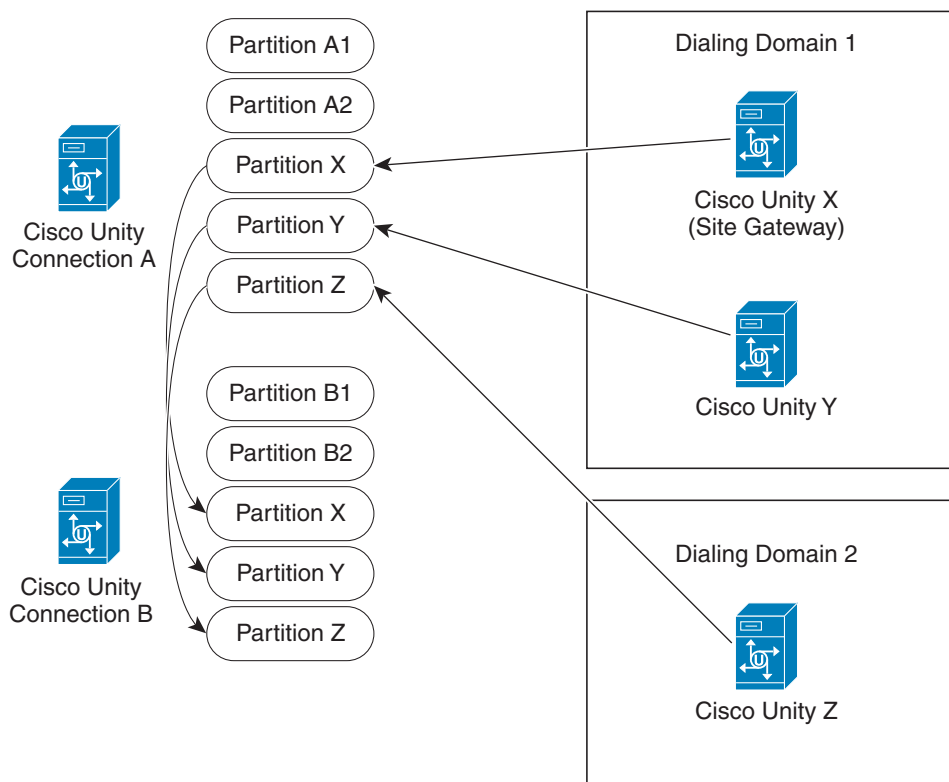 Partition A1
Partition A2
Partition X
Partition Y
Partition Z
Cisco Unity
Connection A
Partition B1
Partition B2
Partition X
Partition Y
Partition Z
Cisco Unity
Connection B
Dialing Domain 1
Cisco Unity X
(Site Gateway)
Cisco Unity Y
Dialing Domain 2
Cisco Unity Z
U
U
U
U
U